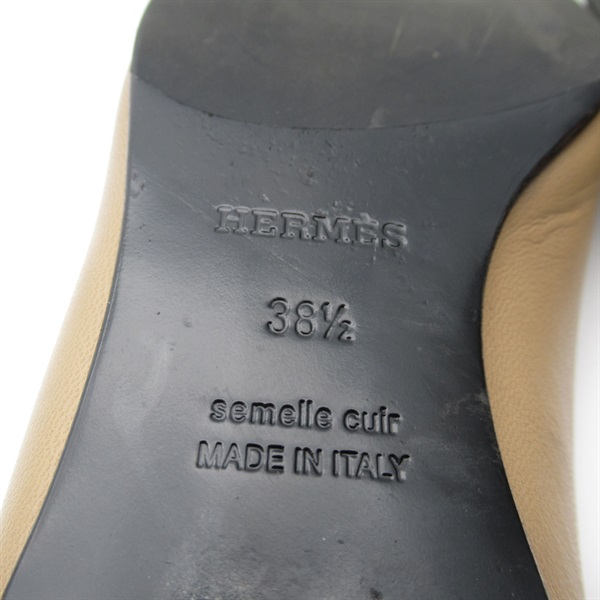 HERMÈS
38½
semelle cuir
MADE IN ITALY